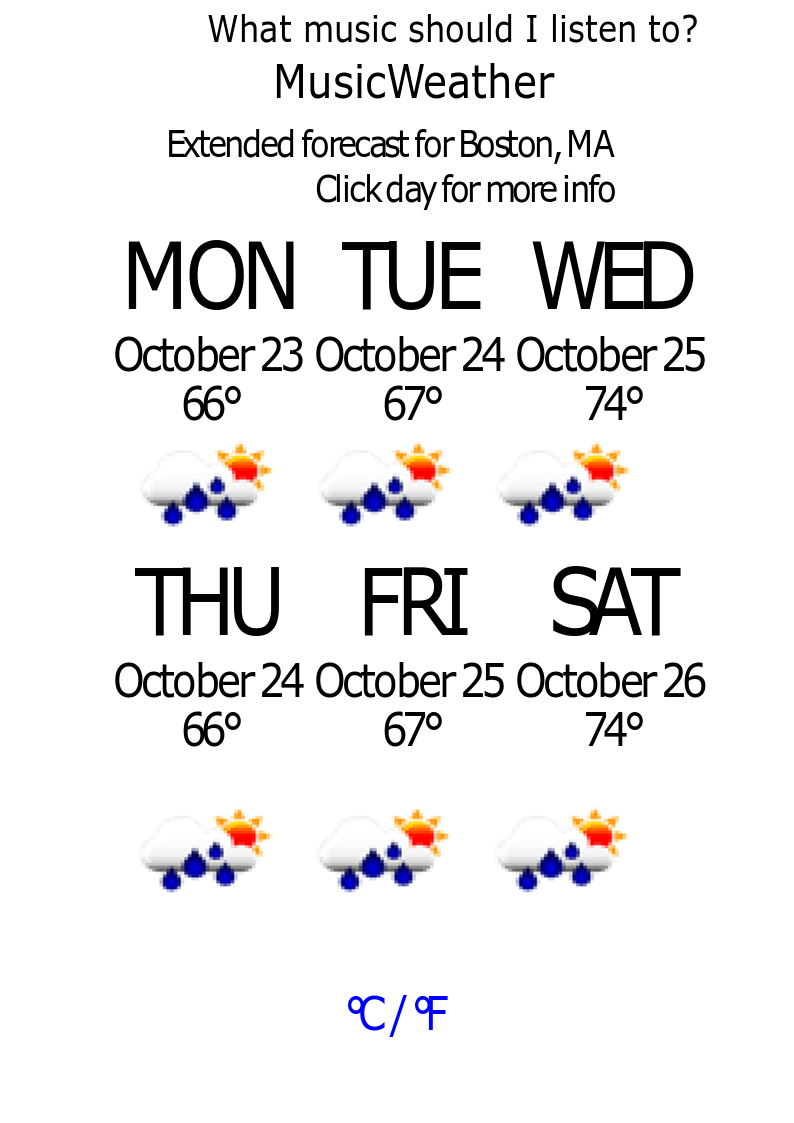 What music should I listen to?
MusicWeather
Extended forecast for Boston, MA
Click day for more info
MON TUE WED
October 23 October 24 October 25
66° 67° 74°
THU FRI SAT
October 24 October 25 October 26
66° 67° 74°
°C / °F